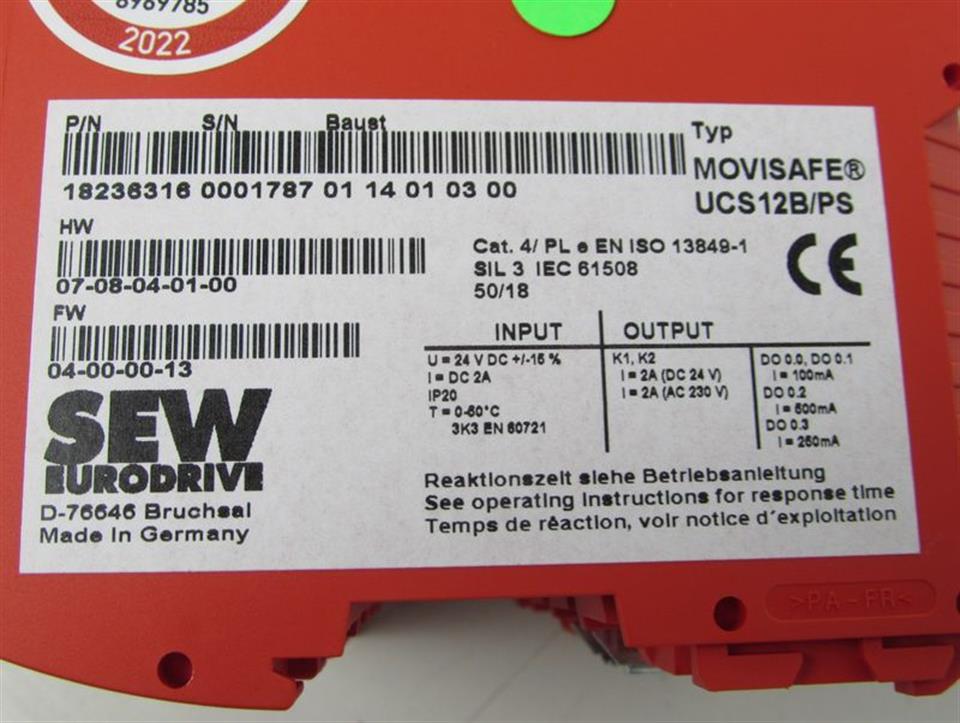 6969785
2022
P/N S/N Baust
18236316 0001787 01 14 01 03 00
HW
07-08-04-01-00
FW
04-00-00-13
SEW
EURODRIVE
D-76646 Bruchsal
Made in Germany
Typ
MOVISAFE®
UCS12B/PS
Cat. 4/ PL e EN ISO 13849-1
SIL 3 IEC 61508
50/18
CE
INPUT
U = 24 V DC +/-15 %
I = DC 2A
IP20
T = 0-50°C
3K3 EN 60721
OUTPUT
K1, K2
I = 2A (DC 24 V)
I = 2A (AC 230 V)
DO 0.0, DO 0.1
I = 100mA
DO 0.2
I = 500mA
DO 0.3
I = 250mA
Reaktionszeit siehe Betriebsanleitung
See operating instructions for response time
Temps de réaction, voir notice d'exploitation
>PA-FR<